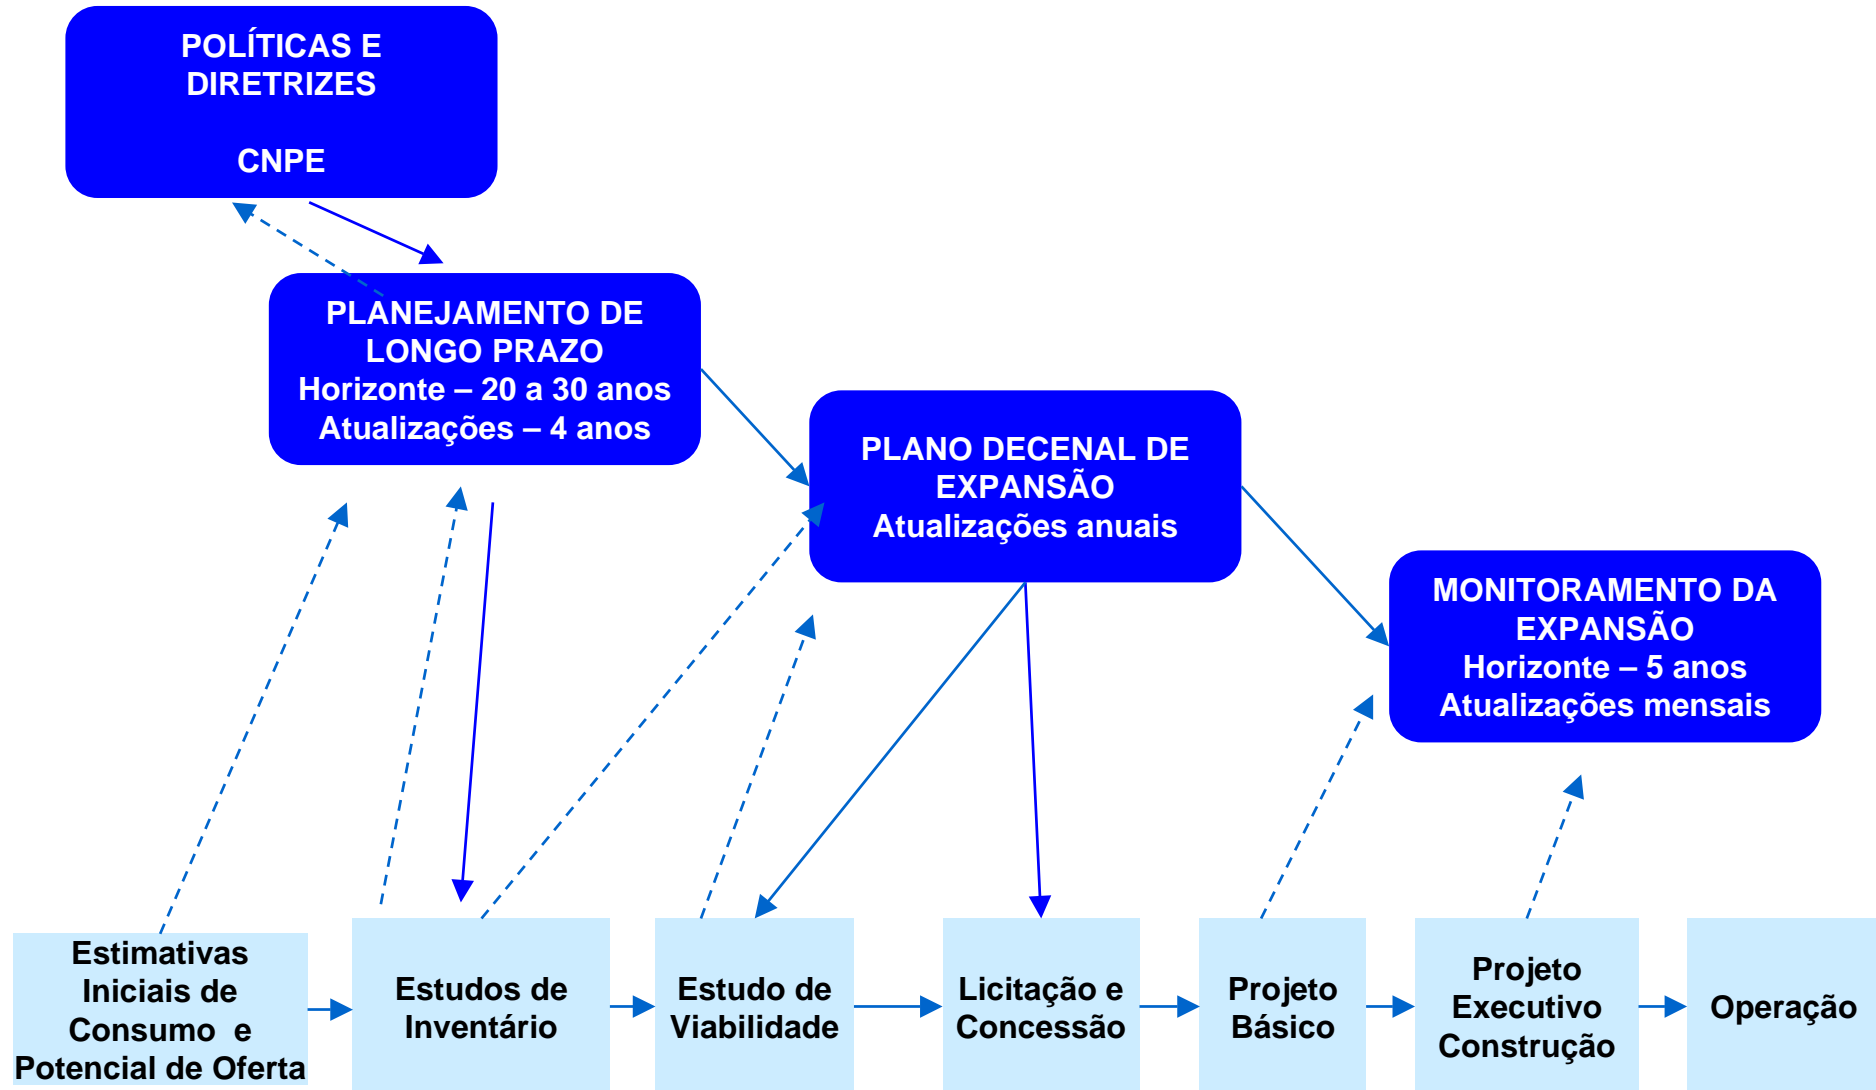 POLÍTICAS E
DIRETRIZES
CNPE
PLANEJAMENTO DE
LONGO PRAZO
Horizonte – 20 a 30 anos
Atualizações – 4 anos
PLANO DECENAL DE
EXPANSÃO
Atualizações anuais
MONITORAMENTO DA
EXPANSÃO
Horizonte – 5 anos
Atualizações mensais
Estimativas
Iniciais de
Consumo e
Potencial de Oferta
Estudos de
Inventário
Estudo de
Viabilidade
Licitação e
Concessão
Projeto
Básico
Projeto
Executivo
Construção
Operação